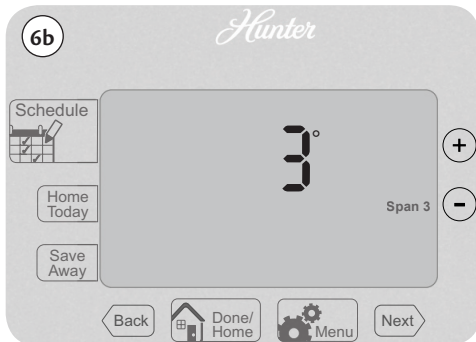 6b
Hunter
Schedule
3°
+
Home
Today
Span 3
-
Save
Away
Back
Done/
Home
Menu
Next